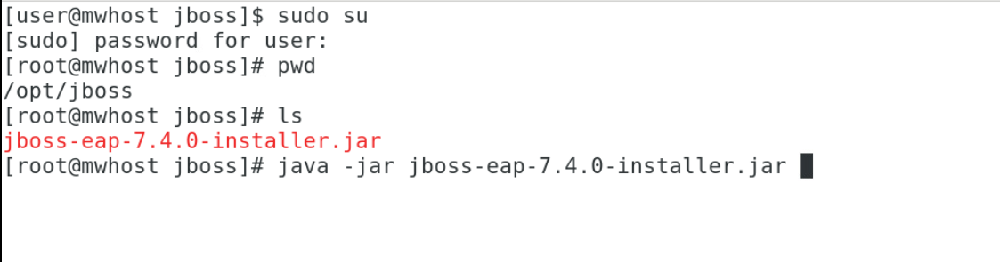 [user@mwhost jboss]$ sudo su
[sudo] password for user:
[root@mwhost jboss]# pwd
/opt/jboss
[root@mwhost jboss]# ls
jboss-eap-7.4.0-installer.jar
[root@mwhost jboss]# java -jar jboss-eap-7.4.0-installer.jar